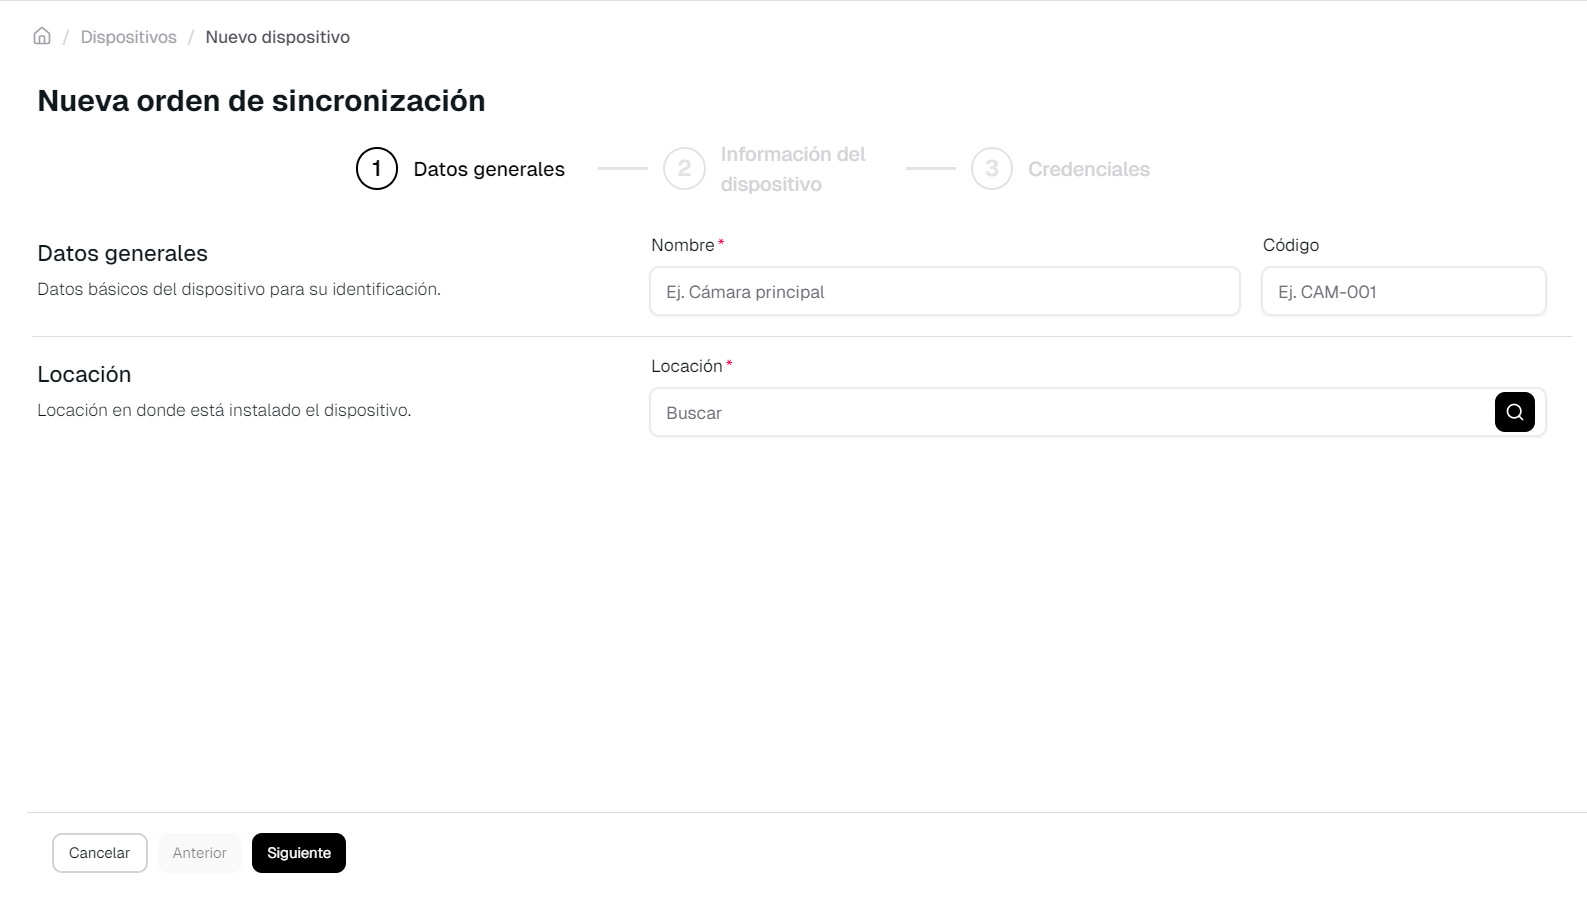 / Dispositivos / Nuevo dispositivo
Nueva orden de sincronización
1 Datos generales
2 Información del
dispositivo
3 Credenciales
Datos generales
Datos básicos del dispositivo para su identificación.
Nombre*
Ej. Cámara principal
Código
Ej. CAM-001
Locación
Locación en donde está instalado el dispositivo.
Locación*
Buscar
Cancelar Anterior Siguiente